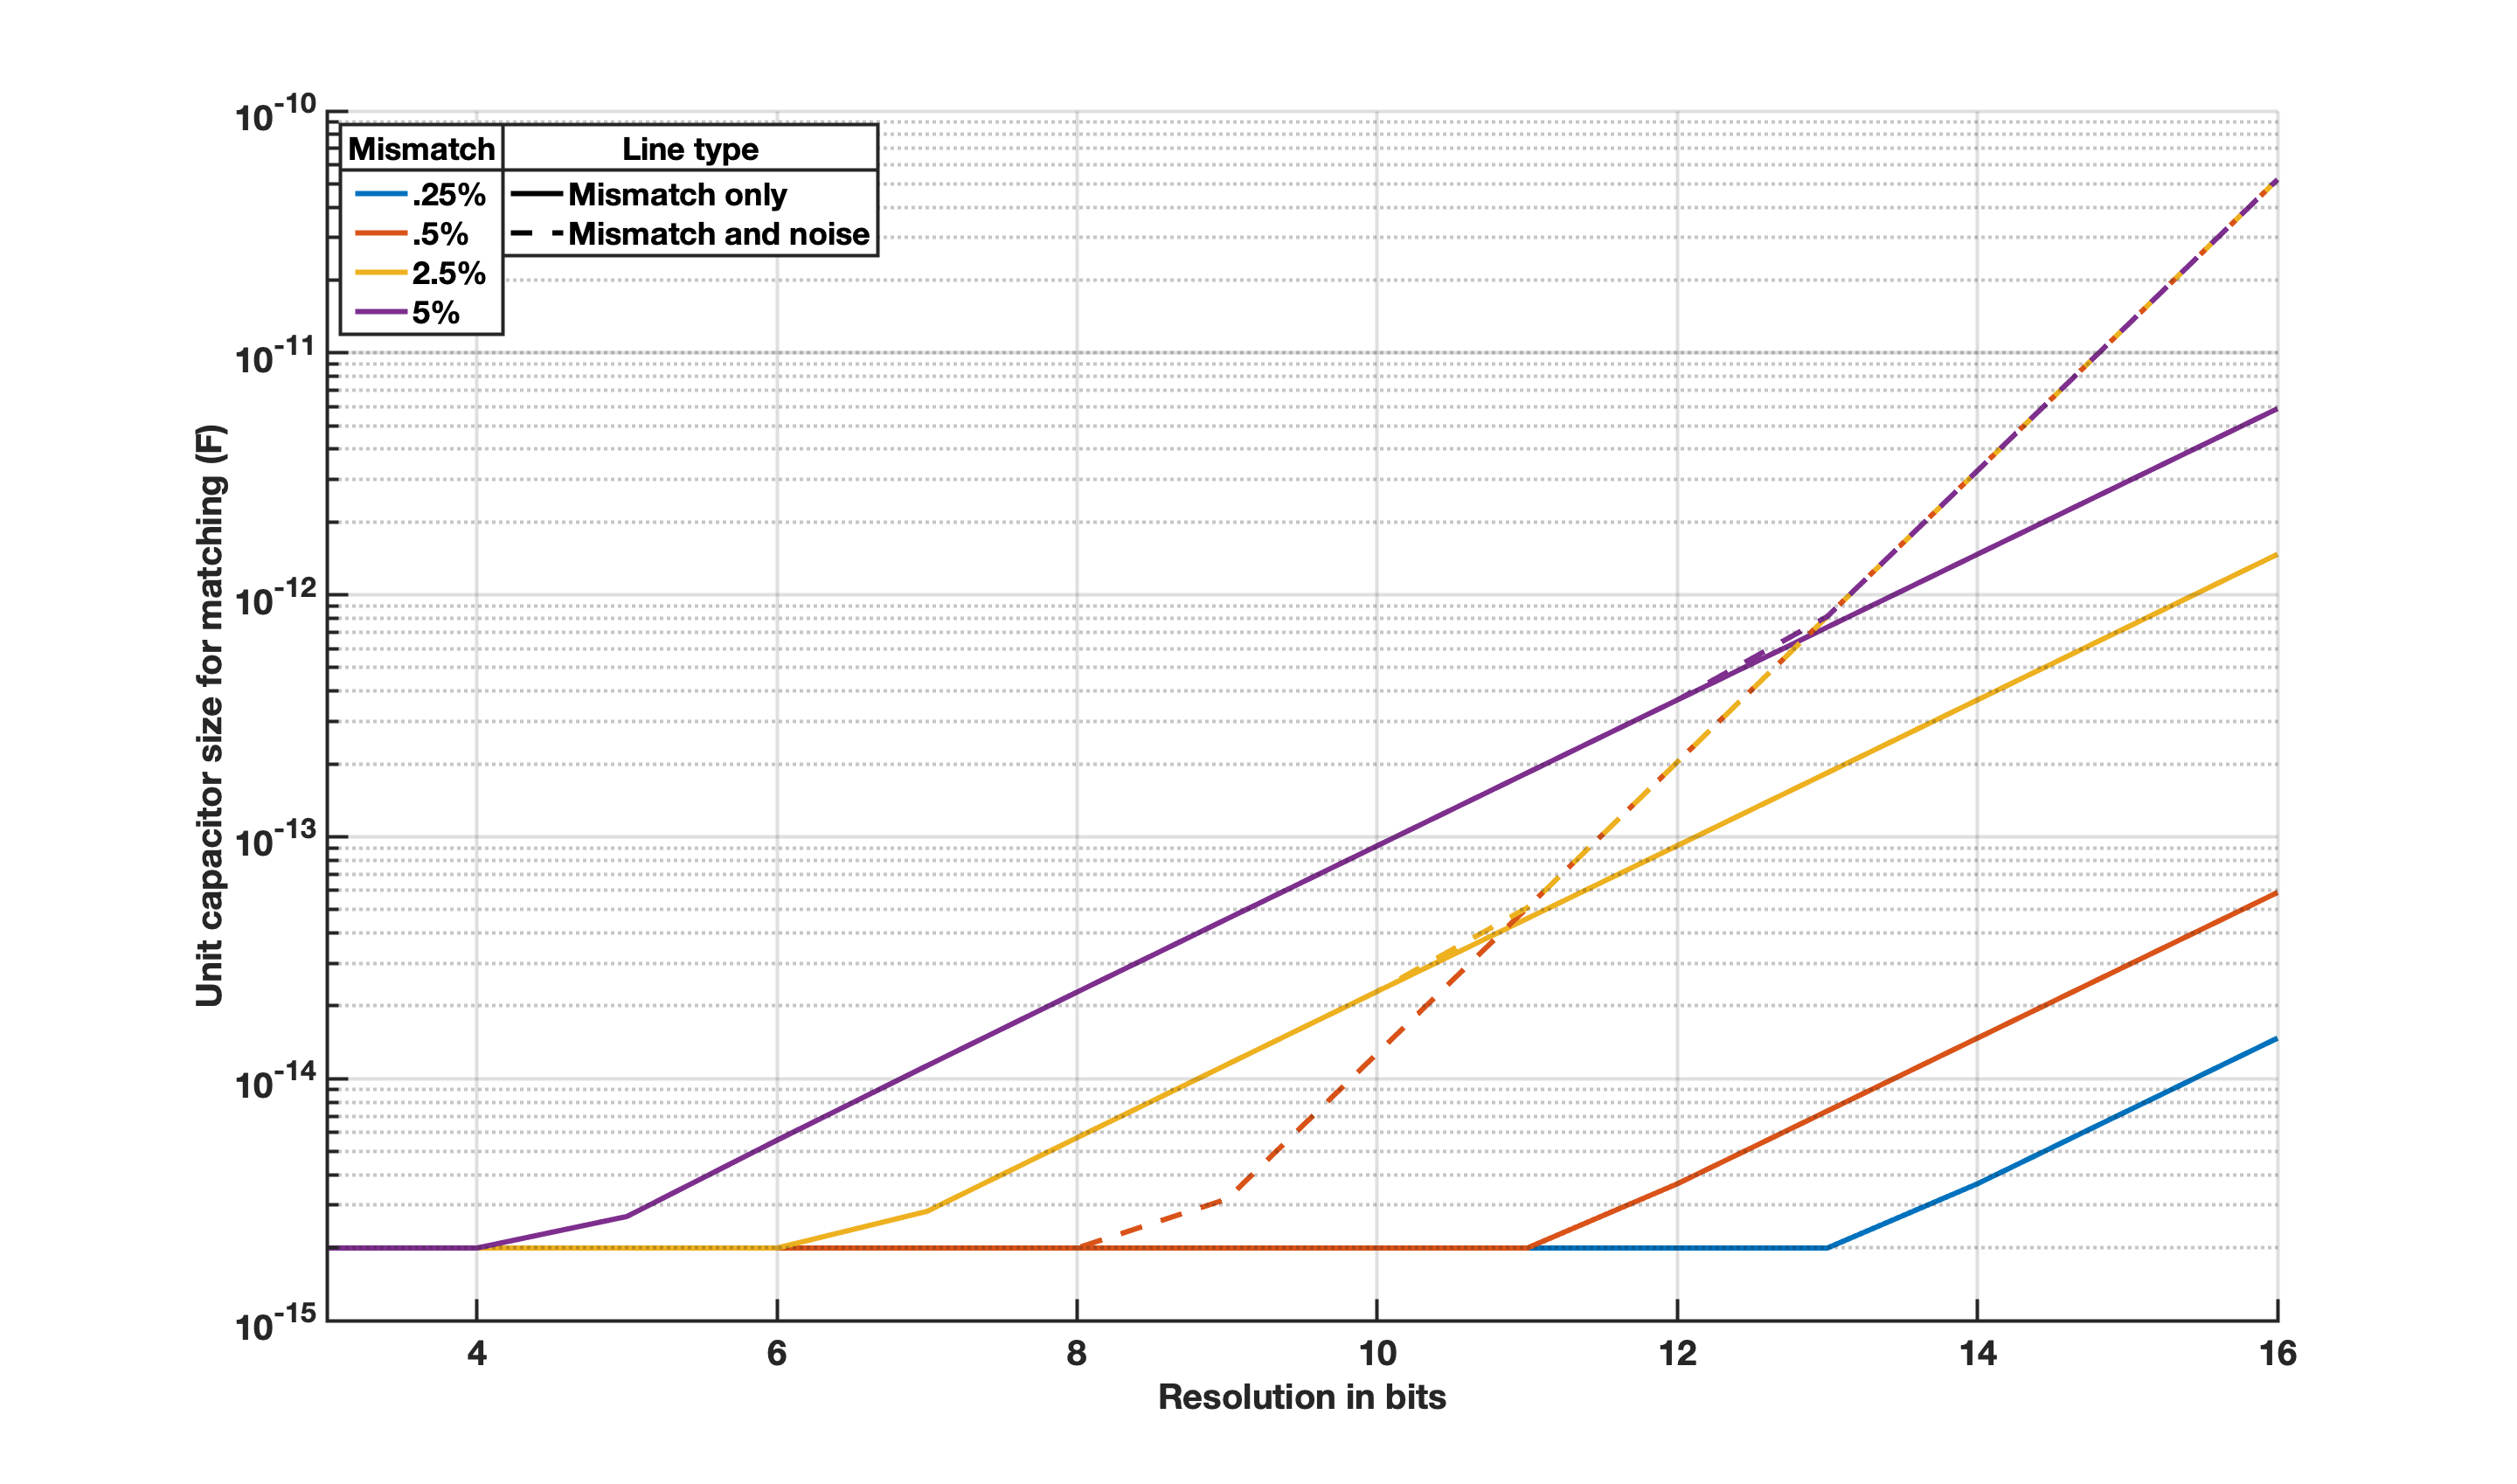 10^-10
Mismatch Line type
.25% Mismatch only
.5% Mismatch and noise
2.5%
5%
10^-11
10^-12
10^-13
10^-14
10^-15
Unit capacitor size for matching (F)
4 6 8 10 12 14 16
Resolution in bits